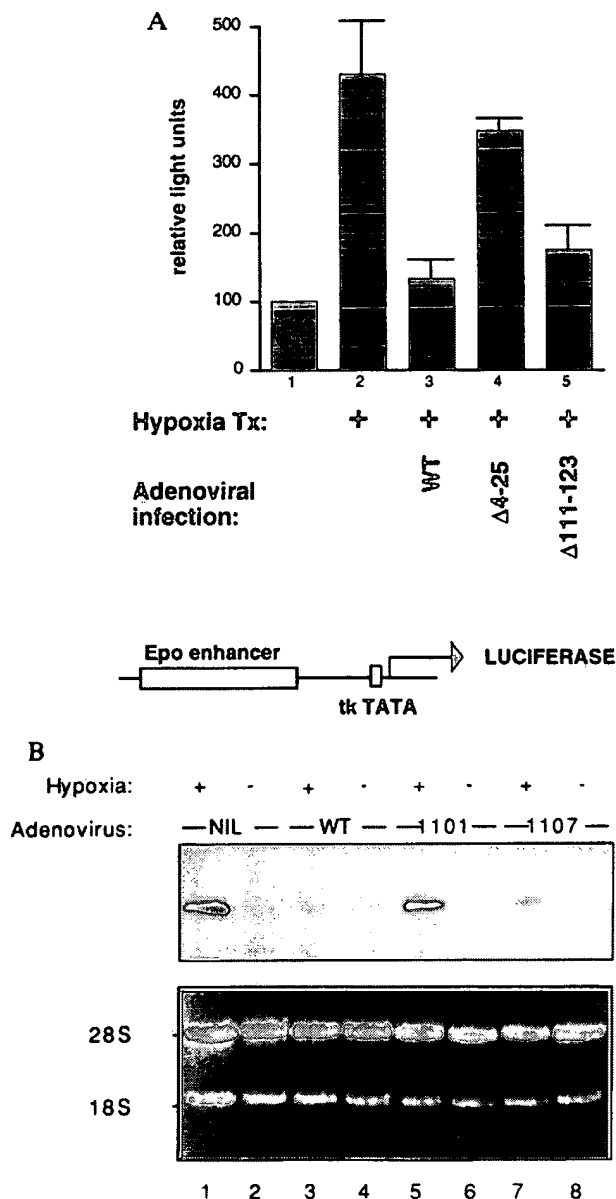 A
relative light units
500
400
300
200
100
0
1 2 3 4 5
Hypoxia Tx: + + + +
Adenoviral infection: WT Δ4-25 Δ111-123
Epo enhancer
LUCIFERASE
tk TATA
B
Hypoxia: + - + - + - + -
Adenovirus: — NIL — — WT — —1101 — —1107 —
28S
18S
1 2 3 4 5 6 7 8